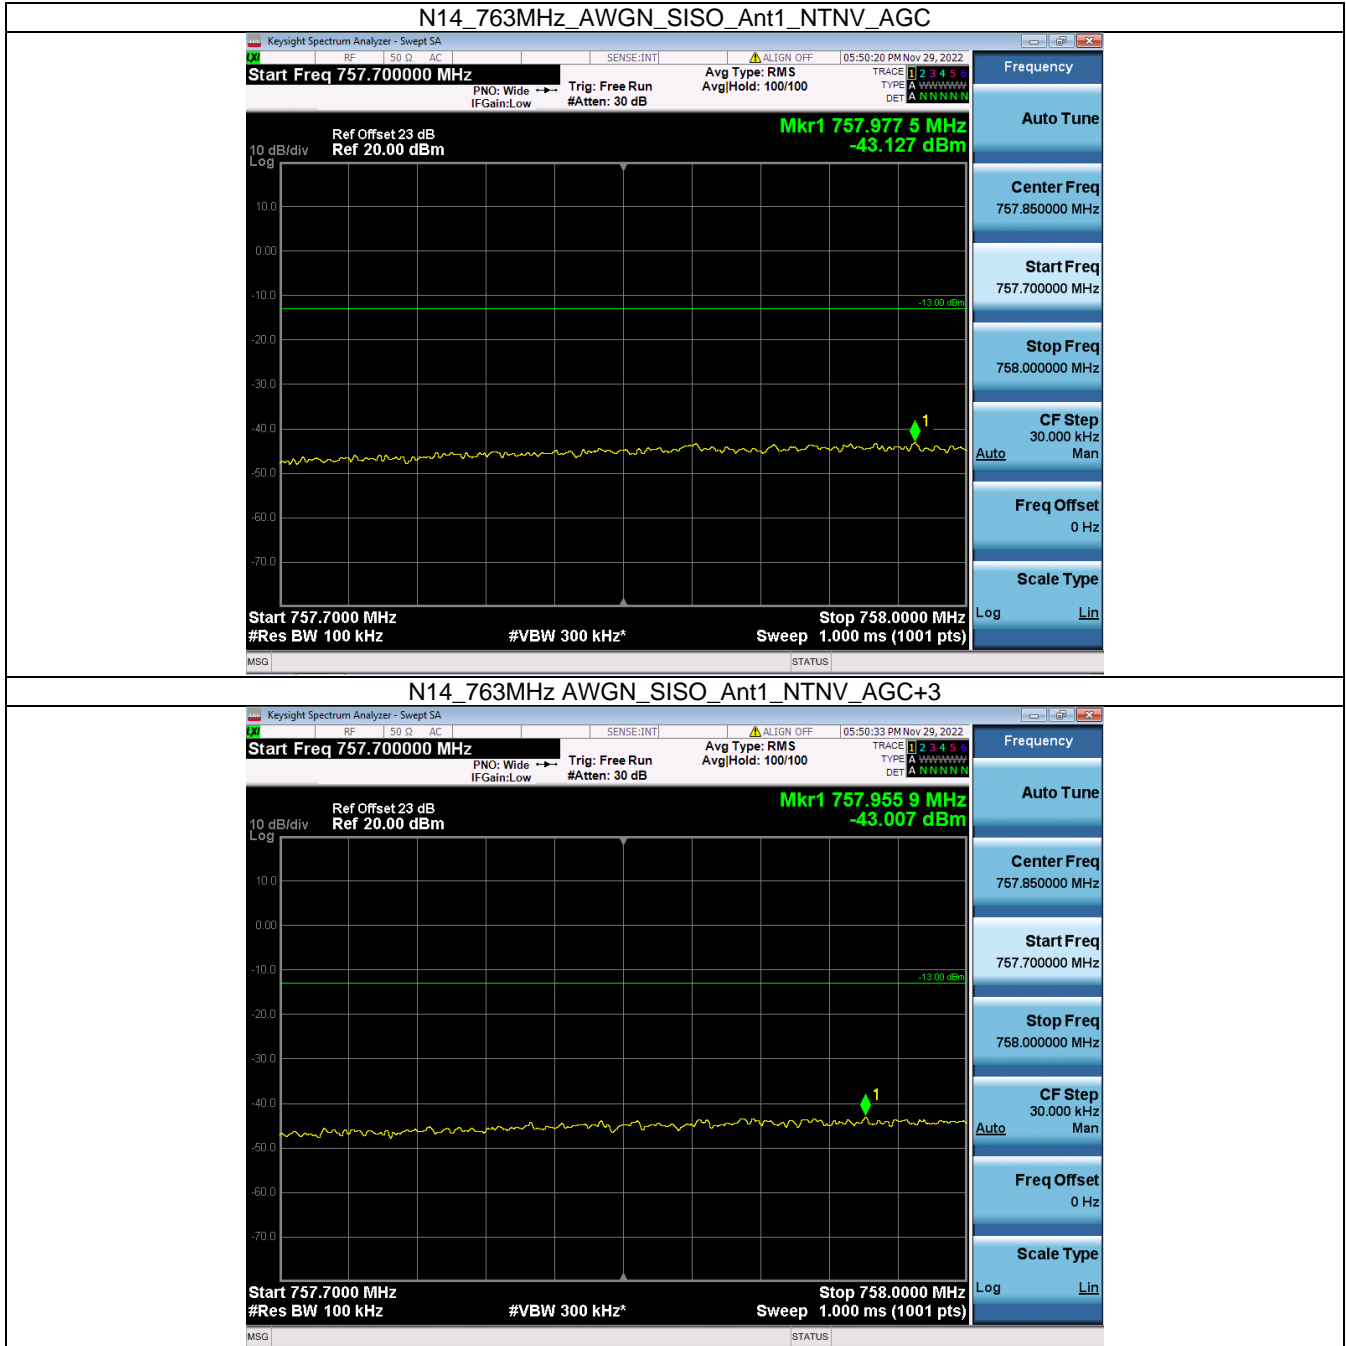 N14_763MHz_AWGN_SISO_Ant1_NTNV_AGC
Keysight Spectrum Analyzer - Swept SA
LXI RF 50 Ω AC SENSE:INT ALIGN OFF 05:50:20 PM Nov 29, 2022
Start Freq 757.700000 MHz
PNO: Wide
IFGain:Low
Trig: Free Run
#Atten: 30 dB
Avg Type: RMS
Avg|Hold: 100/100
TRACE 1 2 3 4 5 6
TYPE A WWWWW
DET A N N N N N
Mkr1 757.977 5 MHz
-43.127 dBm
Ref Offset 23 dB
10 dB/div Ref 20.00 dBm
Log
10.0
0.00
-10.0
-13.00 dBm
-20.0
-30.0
-40.0
1
-50.0
-60.0
-70.0
Start 757.7000 MHz Stop 758.0000 MHz
#Res BW 100 kHz #VBW 300 kHz* Sweep 1.000 ms (1001 pts)
MSG STATUS
Frequency
Auto Tune
Center Freq
757.850000 MHz
Start Freq
757.700000 MHz
Stop Freq
758.000000 MHz
CF Step
30.000 kHz
Auto Man
Freq Offset
0 Hz
Scale Type
Log Lin
N14_763MHz AWGN_SISO_Ant1_NTNV_AGC+3
Keysight Spectrum Analyzer - Swept SA
LXI RF 50 Ω AC SENSE:INT ALIGN OFF 05:50:33 PM Nov 29, 2022
Start Freq 757.700000 MHz
PNO: Wide
IFGain:Low
Trig: Free Run
#Atten: 30 dB
Avg Type: RMS
Avg|Hold: 100/100
TRACE 1 2 3 4 5 6
TYPE A WWWWW
DET A N N N N N
Mkr1 757.955 9 MHz
-43.007 dBm
Ref Offset 23 dB
10 dB/div Ref 20.00 dBm
Log
10.0
0.00
-10.0
-13.00 dBm
-20.0
-30.0
-40.0
1
-50.0
-60.0
-70.0
Start 757.7000 MHz Stop 758.0000 MHz
#Res BW 100 kHz #VBW 300 kHz* Sweep 1.000 ms (1001 pts)
MSG STATUS
Frequency
Auto Tune
Center Freq
757.850000 MHz
Start Freq
757.700000 MHz
Stop Freq
758.000000 MHz
CF Step
30.000 kHz
Auto Man
Freq Offset
0 Hz
Scale Type
Log Lin